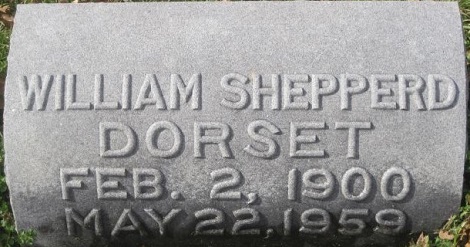 WILLIAM SHEPPERD
DORSET
FEB. 2, 1900
MAY 22, 1959